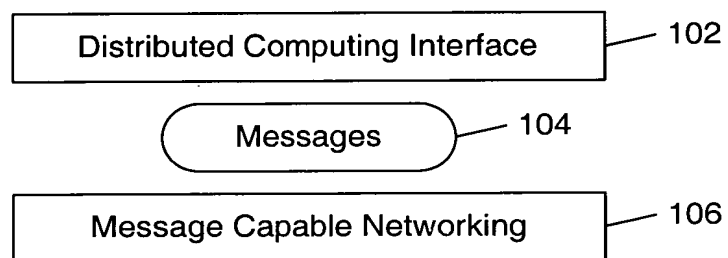 Distributed Computing Interface 102
Messages 104
Message Capable Networking 106